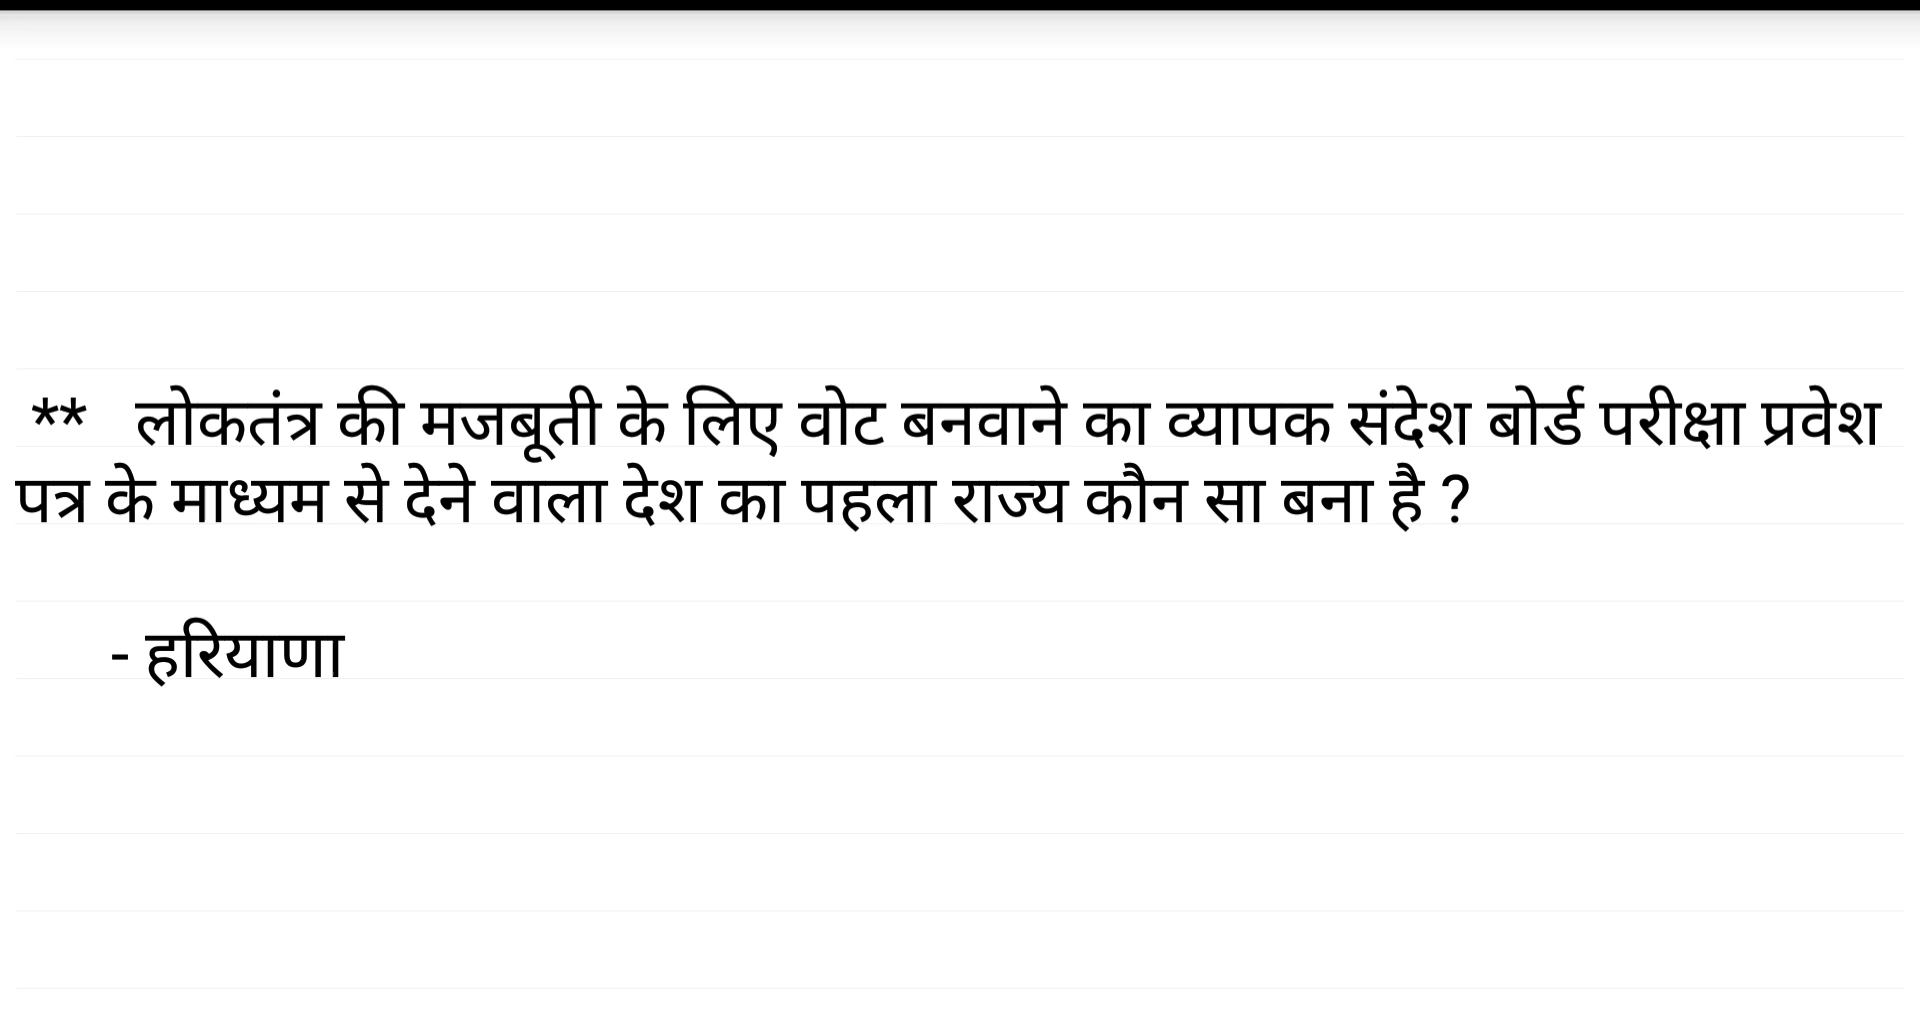 ** लोकतंत्र की मजबूती के लिए वोट बनवाने का व्यापक संदेश बोर्ड परीक्षा प्रवेश
पत्र के माध्यम से देने वाला देश का पहला राज्य कौन सा बना है ?
- हरियाणा